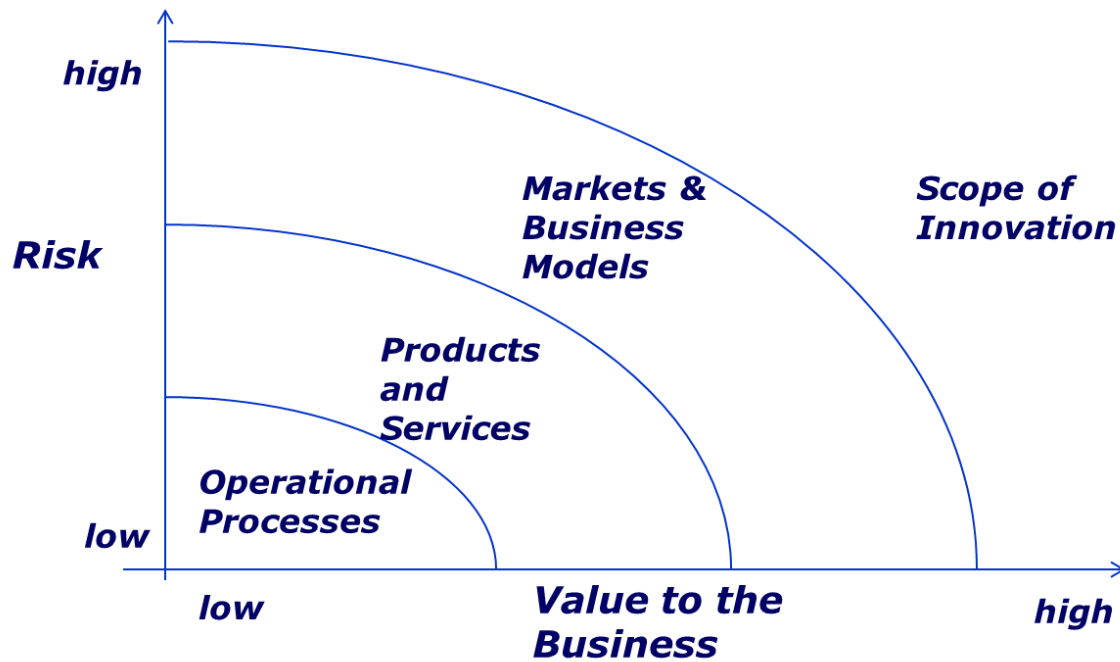 high
Markets &
Business
Models
Scope of
Innovation
Risk
Products
and
Services
Operational
Processes
low
low
Value to the
Business
high